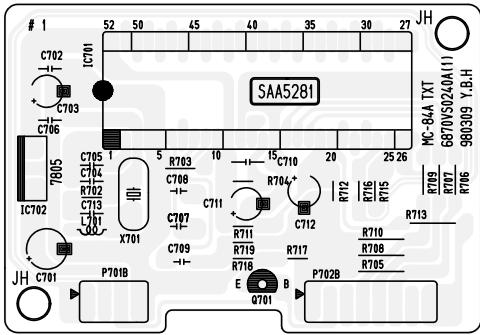 # 1
52 50 45 40 35 30 27
JH
IC701
C702
C703
C706
SAA5281
MC-84A TXT
6870VS0240A(1)
980309 Y.B.H
1 5 10 15 20 25 26
7805
IC702
C705
C704
R702
C713
L701
X701
R703
C708
C707
C709
C710
R704
C711
C712
R711
R719
R718
R717
R712
R716
R715
R709
R707
R706
R713
R710
R708
R705
C701
JH
P701B
E B
Q701
P702B